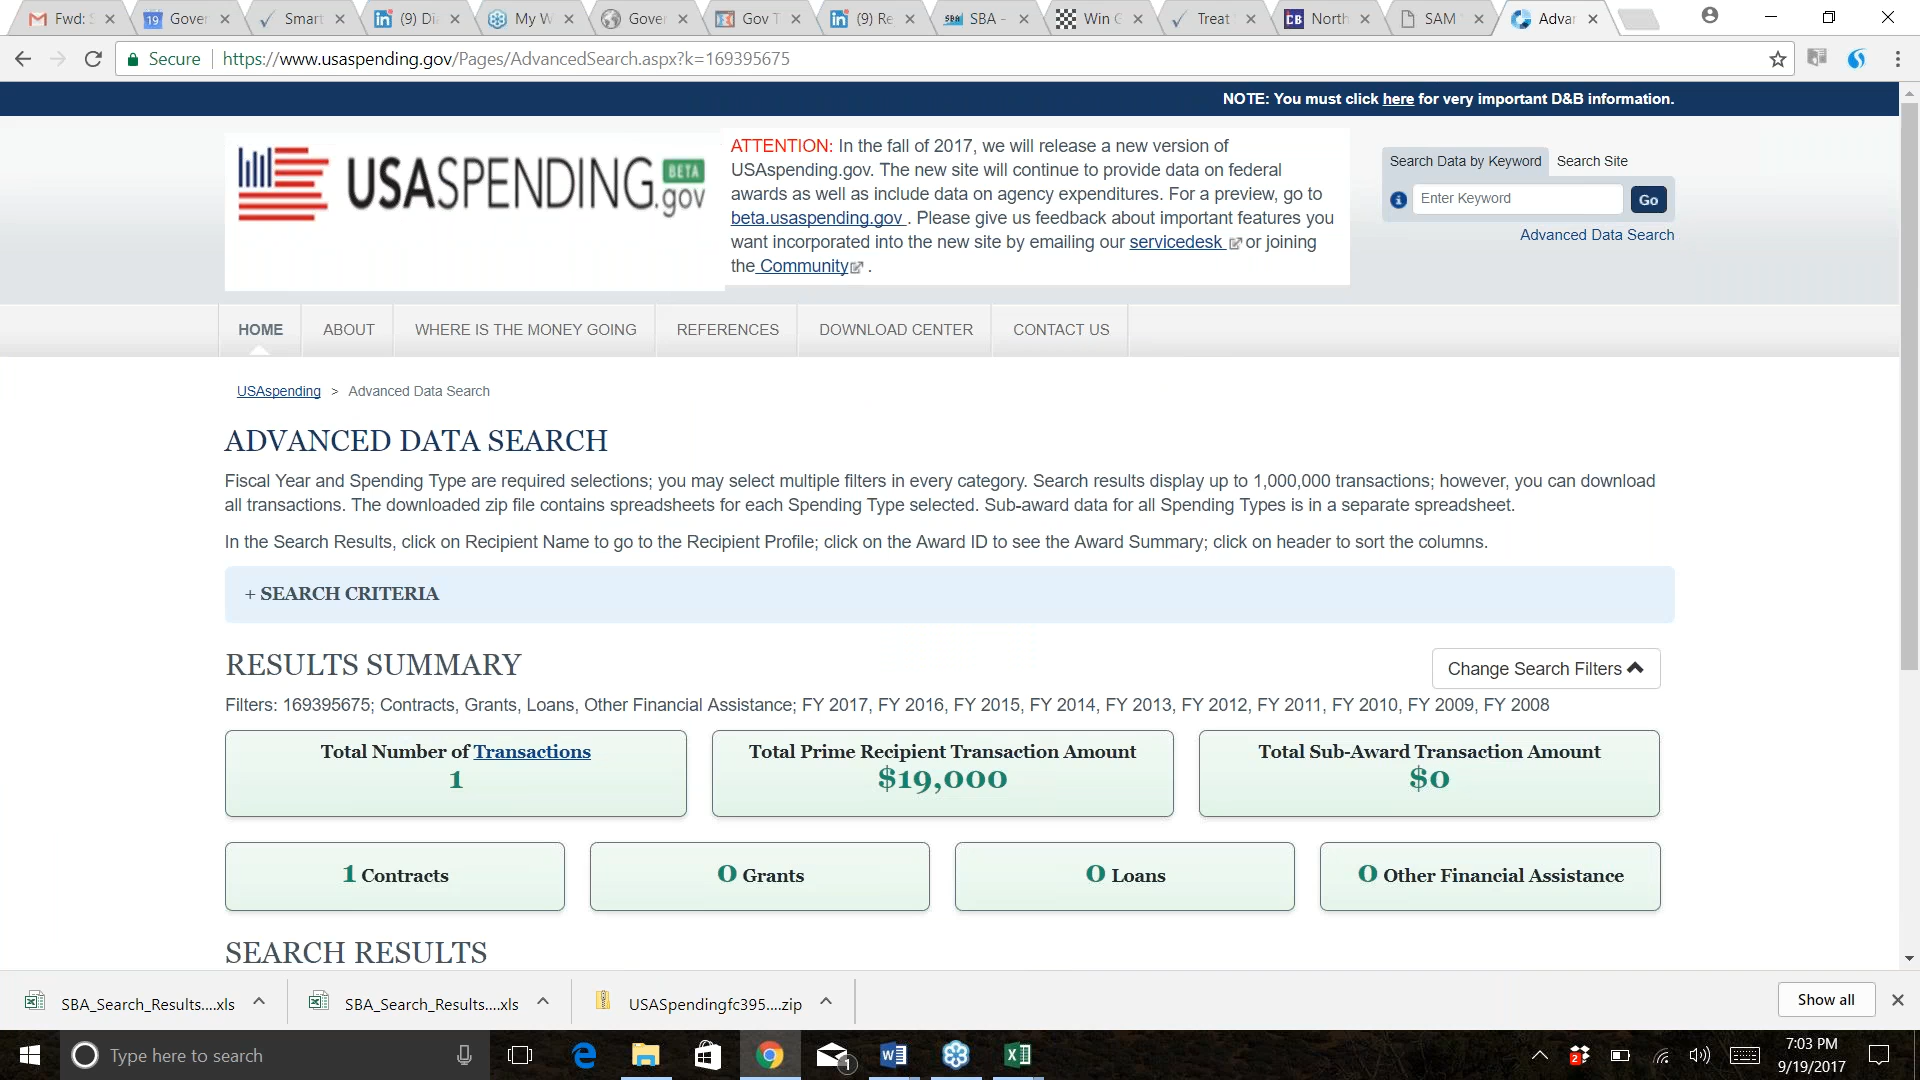 Fwd: S
19 Gover
Smart
in (9) Di
My W
Gover
Gov T
in (9) Re
SBA SBA -
Win G
Treat
CB North
SAM
Advar
Secure https://www.usaspending.gov/Pages/AdvancedSearch.aspx?k=169395675
NOTE: You must click here for very important D&B information.
USASPENDING.gov BETA
ATTENTION: In the fall of 2017, we will release a new version of
USAspending.gov. The new site will continue to provide data on federal
awards as well as include data on agency expenditures. For a preview, go to
beta.usaspending.gov . Please give us feedback about important features you
want incorporated into the new site by emailing our servicedesk or joining
the Community .
Search Data by Keyword Search Site
i Enter Keyword Go
Advanced Data Search
HOME ABOUT WHERE IS THE MONEY GOING REFERENCES DOWNLOAD CENTER CONTACT US
USAspending > Advanced Data Search
ADVANCED DATA SEARCH
Fiscal Year and Spending Type are required selections; you may select multiple filters in every category. Search results display up to 1,000,000 transactions; however, you can download
all transactions. The downloaded zip file contains spreadsheets for each Spending Type selected. Sub-award data for all Spending Types is in a separate spreadsheet.
In the Search Results, click on Recipient Name to go to the Recipient Profile; click on the Award ID to see the Award Summary; click on header to sort the columns.
+ SEARCH CRITERIA
RESULTS SUMMARY
Change Search Filters
Filters: 169395675; Contracts, Grants, Loans, Other Financial Assistance; FY 2017, FY 2016, FY 2015, FY 2014, FY 2013, FY 2012, FY 2011, FY 2010, FY 2009, FY 2008
Total Number of Transactions
1
Total Prime Recipient Transaction Amount
$19,000
Total Sub-Award Transaction Amount
$0
1 Contracts
0 Grants
0 Loans
0 Other Financial Assistance
SEARCH RESULTS
SBA_Search_Results....xls
SBA_Search_Results....xls
USASpendingfc395....zip
Show all
Type here to search
1
2
7:03 PM
9/19/2017